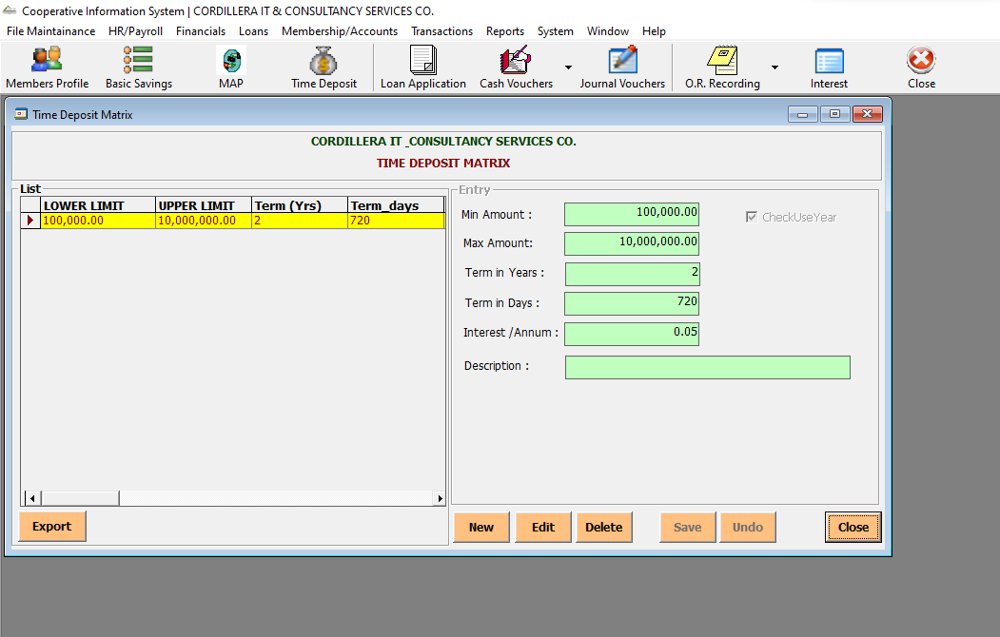 Cooperative Information System | CORDILLERA IT & CONSULTANCY SERVICES CO.
File Maintainance HR/Payroll Financials Loans Membership/Accounts Transactions Reports System Window Help
Members Profile Basic Savings MAP Time Deposit Loan Application Cash Vouchers Journal Vouchers O.R. Recording Interest Close
Time Deposit Matrix
CORDILLERA IT _CONSULTANCY SERVICES CO.
TIME DEPOSIT MATRIX
List
LOWER LIMIT UPPER LIMIT Term (Yrs) Term_days
100,000.00 10,000,000.00 2 720
Entry
Min Amount : 100,000.00 CheckUseYear
Max Amount: 10,000,000.00
Term in Years : 2
Term in Days : 720
Interest /Annum : 0.05
Description :
Export New Edit Delete Save Undo Close